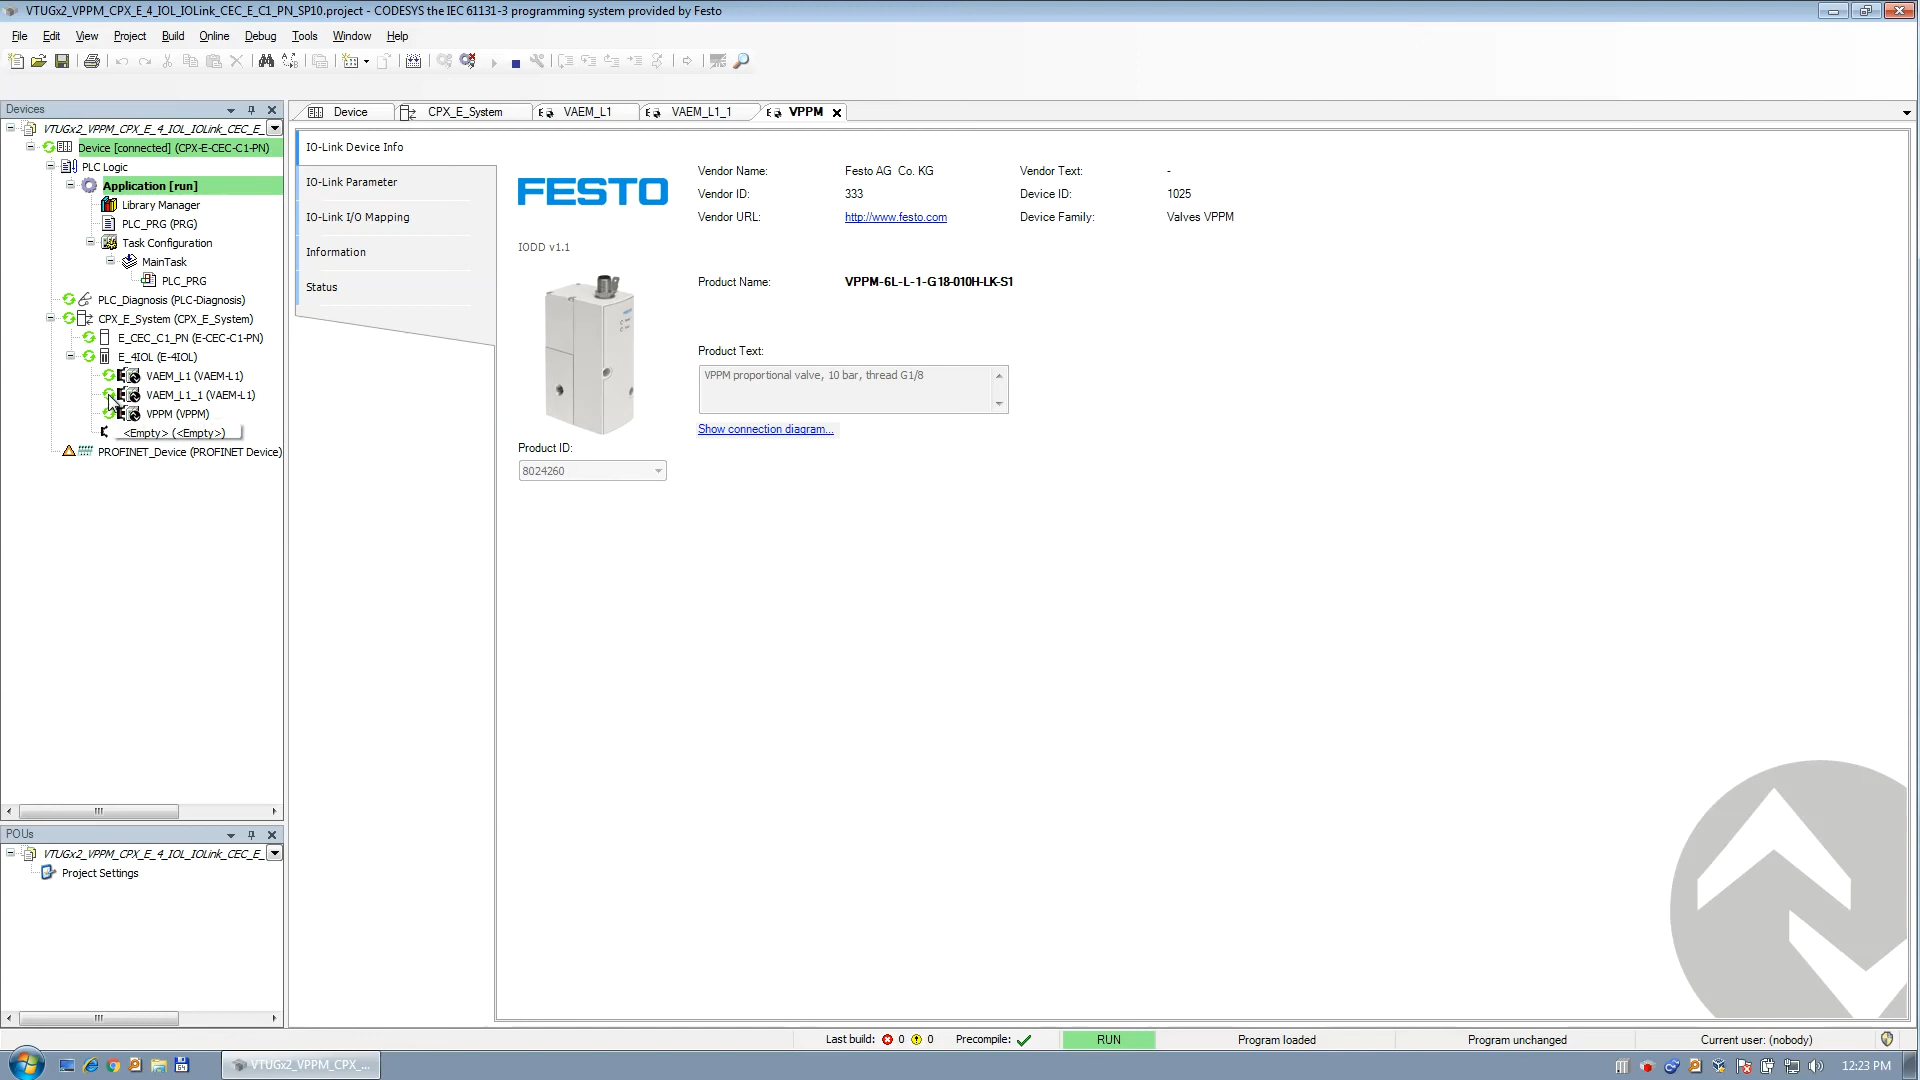 VTUGx2_VPPM_CPX_E_4_IOL_IOLink_CEC_E_C1_PN_SP10.project - CODESYS the IEC 61131-3 programming system provided by Festo
File Edit View Project Build Online Debug Tools Window Help
Devices
VTUGx2_VPPM_CPX_E_4_IOL_IOLink_CEC_E_
Device [connected] (CPX-E-CEC-C1-PN)
PLC Logic
Application [run]
Library Manager
PLC_PRG (PRG)
Task Configuration
MainTask
PLC_PRG
PLC_Diagnosis (PLC-Diagnosis)
CPX_E_System (CPX_E_System)
E_CEC_C1_PN (E-CEC-C1-PN)
E_4IOL (E-4IOL)
VAEM_L1 (VAEM-L1)
VAEM_L1_1 (VAEM-L1)
VPPM (VPPM)
<Empty> (<Empty>)
PROFINET_Device (PROFINET Device)
POUs
VTUGx2_VPPM_CPX_E_4_IOL_IOLink_CEC_E_
Project Settings
Device CPX_E_System VAEM_L1 VAEM_L1_1 VPPM
IO-Link Device Info
IO-Link Parameter
IO-Link I/O Mapping
Information
Status
FESTO
IODD v1.1
Vendor Name: Festo AG Co. KG Vendor Text: -
Vendor ID: 333 Device ID: 1025
Vendor URL: http://www.festo.com Device Family: Valves VPPM
Product Name: VPPM-6L-L-1-G18-010H-LK-S1
Product Text:
VPPM proportional valve, 10 bar, thread G1/8
Show connection diagram...
Product ID:
8024260
Last build: 0 0 Precompile: RUN Program loaded Program unchanged Current user: (nobody)
VTUGx2_VPPM_CPX_... 12:23 PM